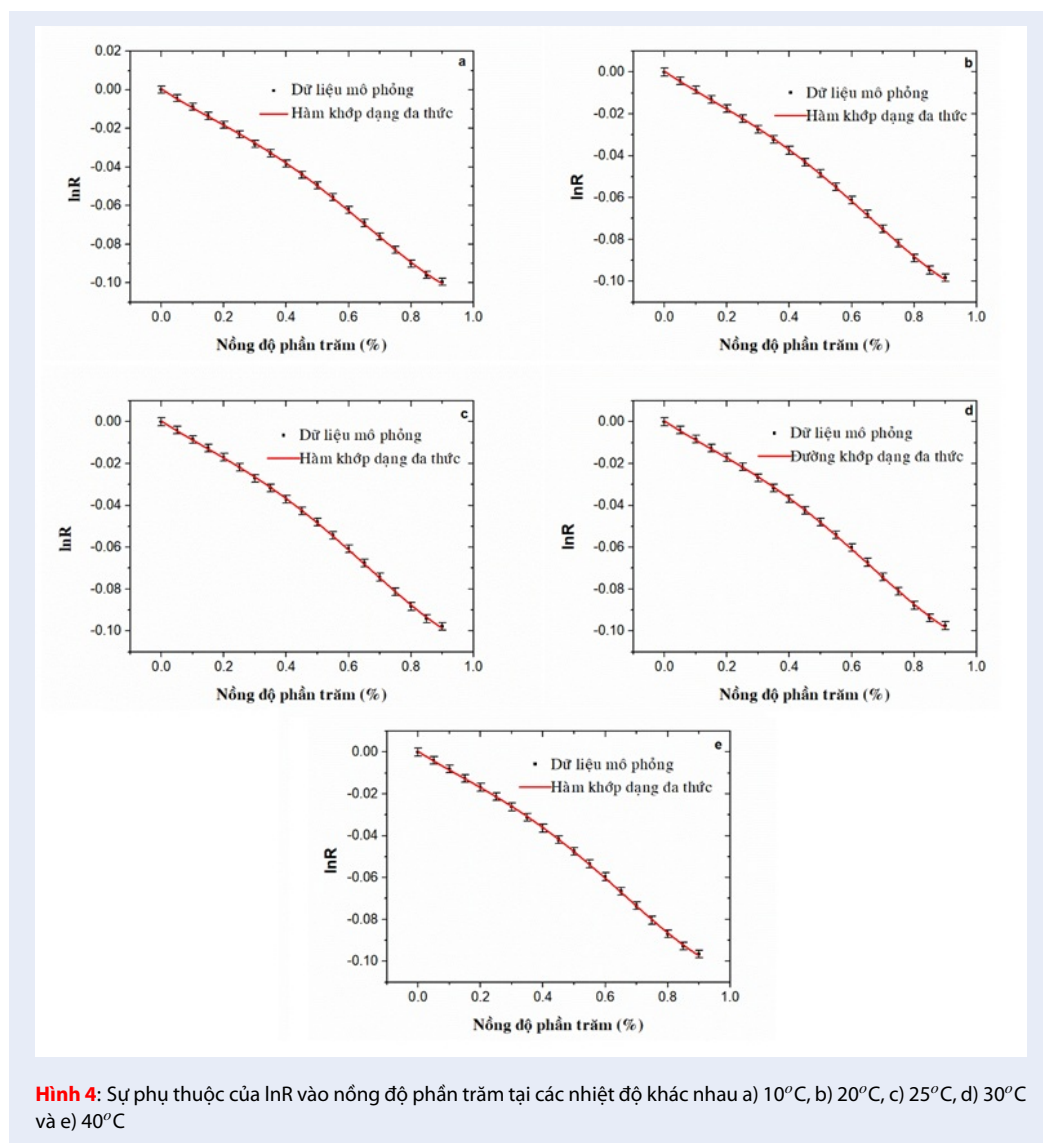 a
0.02
0.00
-0.02
-0.04
-0.06
-0.08
-0.10
lnR
Dữ liệu mô phỏng
Hàm khớp dạng đa thức
0.0 0.2 0.4 0.6 0.8 1.0
Nồng độ phần trăm (%)
b
0.00
-0.02
-0.04
-0.06
-0.08
-0.10
lnR
Dữ liệu mô phỏng
Hàm khớp dạng đa thức
0.0 0.2 0.4 0.6 0.8 1.0
Nồng độ phần trăm (%)
c
0.00
-0.02
-0.04
-0.06
-0.08
-0.10
lnR
Dữ liệu mô phỏng
Hàm khớp dạng đa thức
0.0 0.2 0.4 0.6 0.8 1.0
Nồng độ phần trăm (%)
d
0.00
-0.02
-0.04
-0.06
-0.08
-0.10
lnR
Dữ liệu mô phỏng
Đường khớp dạng đa thức
0.0 0.2 0.4 0.6 0.8 1.0
Nồng độ phần trăm (%)
e
0.00
-0.02
-0.04
-0.06
-0.08
-0.10
lnR
Dữ liệu mô phỏng
Hàm khớp dạng đa thức
0.0 0.2 0.4 0.6 0.8 1.0
Nồng độ phần trăm (%)
Hình 4: Sự phụ thuộc của lnR vào nồng độ phần trăm tại các nhiệt độ khác nhau a) 10°C, b) 20°C, c) 25°C, d) 30°C
và e) 40°C